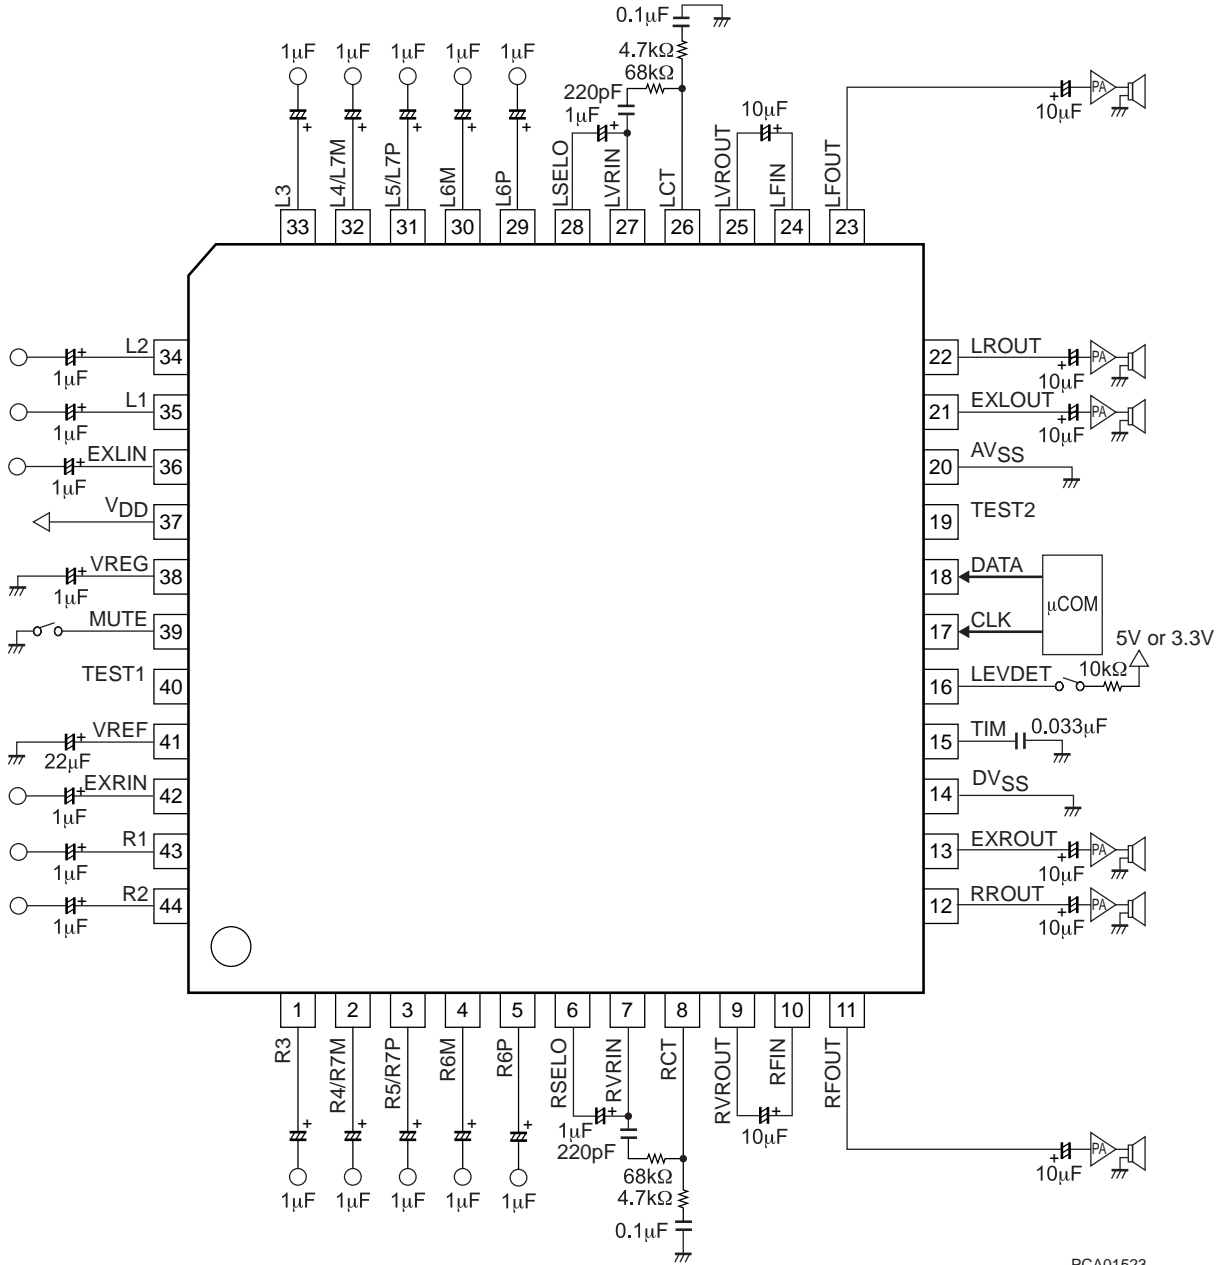 0.1μF
4.7kΩ
68kΩ
1μF 1μF 1μF 1μF 1μF
220pF
1μF
10μF
PA
10μF
L3
L4/L7M
L5/L7P
L6M
L6P
LSELO
LVRIN
LCT
LVROUT
LFIN
LFOUT
33 32 31 30 29 28 27 26 25 24 23
L2 34
1μF
L1 35
1μF
EXLIN 36
1μF
VDD 37
VREG 38
1μF
MUTE 39
TEST1 40
VREF 41
22μF
EXRIN 42
1μF
R1 43
1μF
R2 44
1μF
22 LROUT
PA
10μF
21 EXLOUT
PA
10μF
20 AVSS
19 TEST2
18 DATA
μCOM
17 CLK
5V or 3.3V
16 LEVDET 10kΩ
15 TIM 0.033μF
14 DVSS
13 EXROUT
PA
10μF
12 RROUT
PA
10μF
1 2 3 4 5 6 7 8 9 10 11
R3
R4/R7M
R5/R7P
R6M
R6P
RSELO
RVRIN
RCT
RVROUT
RFIN
RFOUT
1μF
220pF
10μF
PA
10μF
68kΩ
4.7kΩ
1μF 1μF 1μF 1μF 1μF
0.1μF
PCA01523